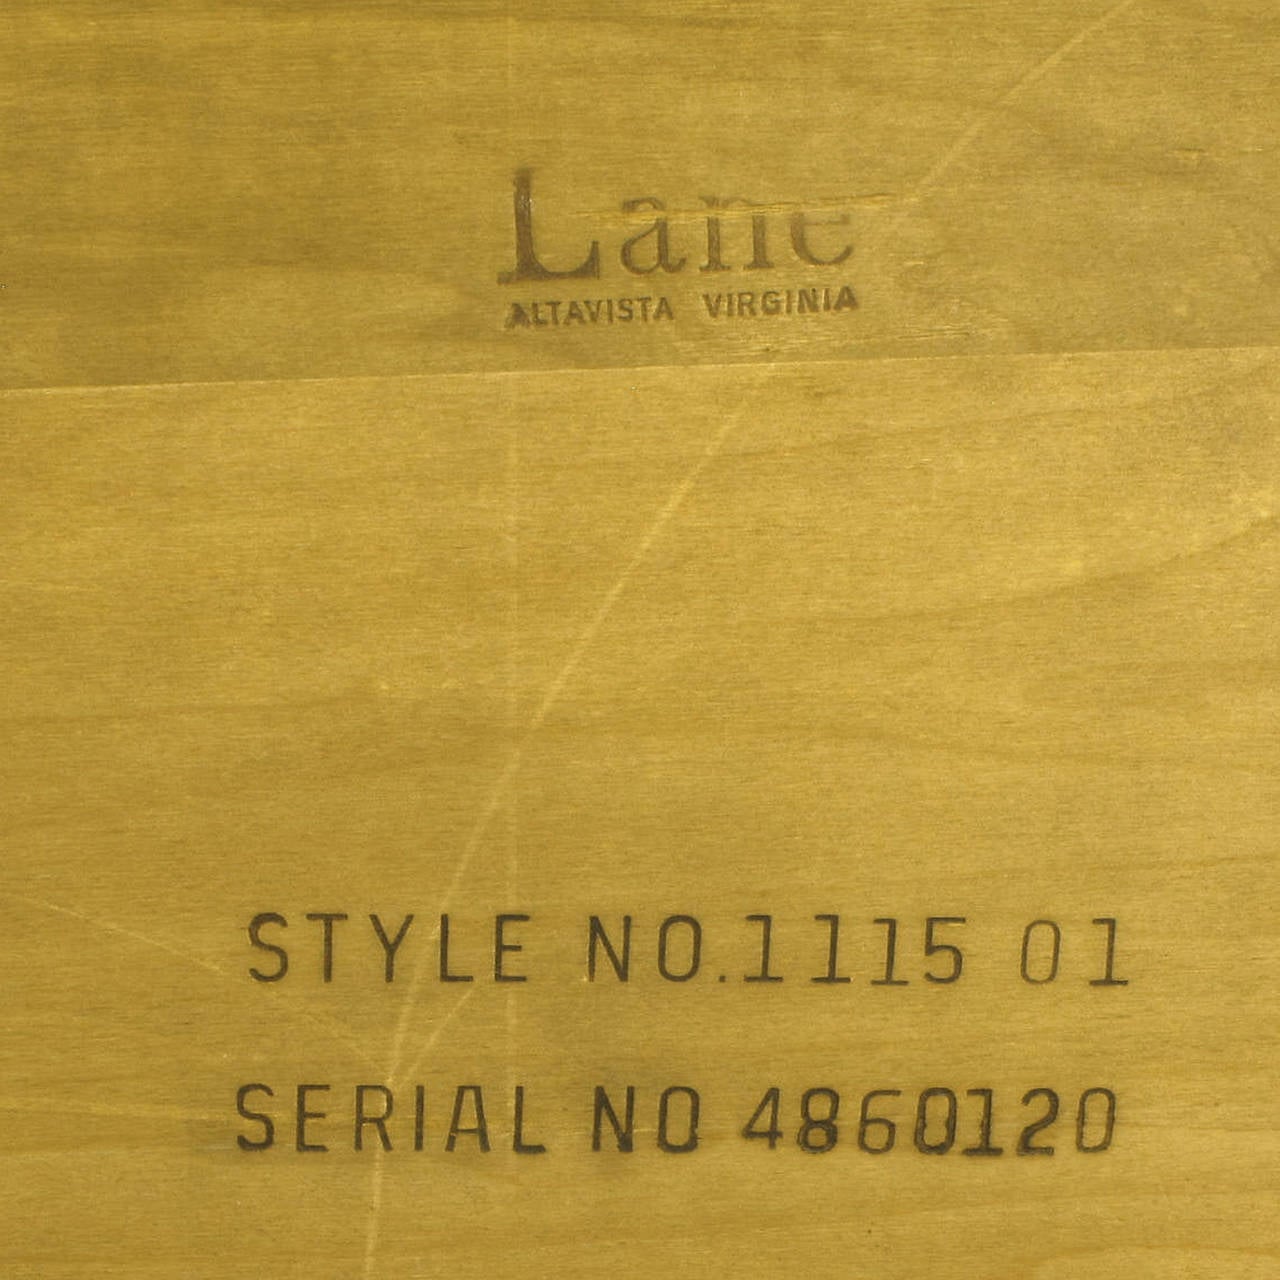 Lane
ALTAVISTA VIRGINIA
STYLE NO.1115 01
SERIAL NO 4860120